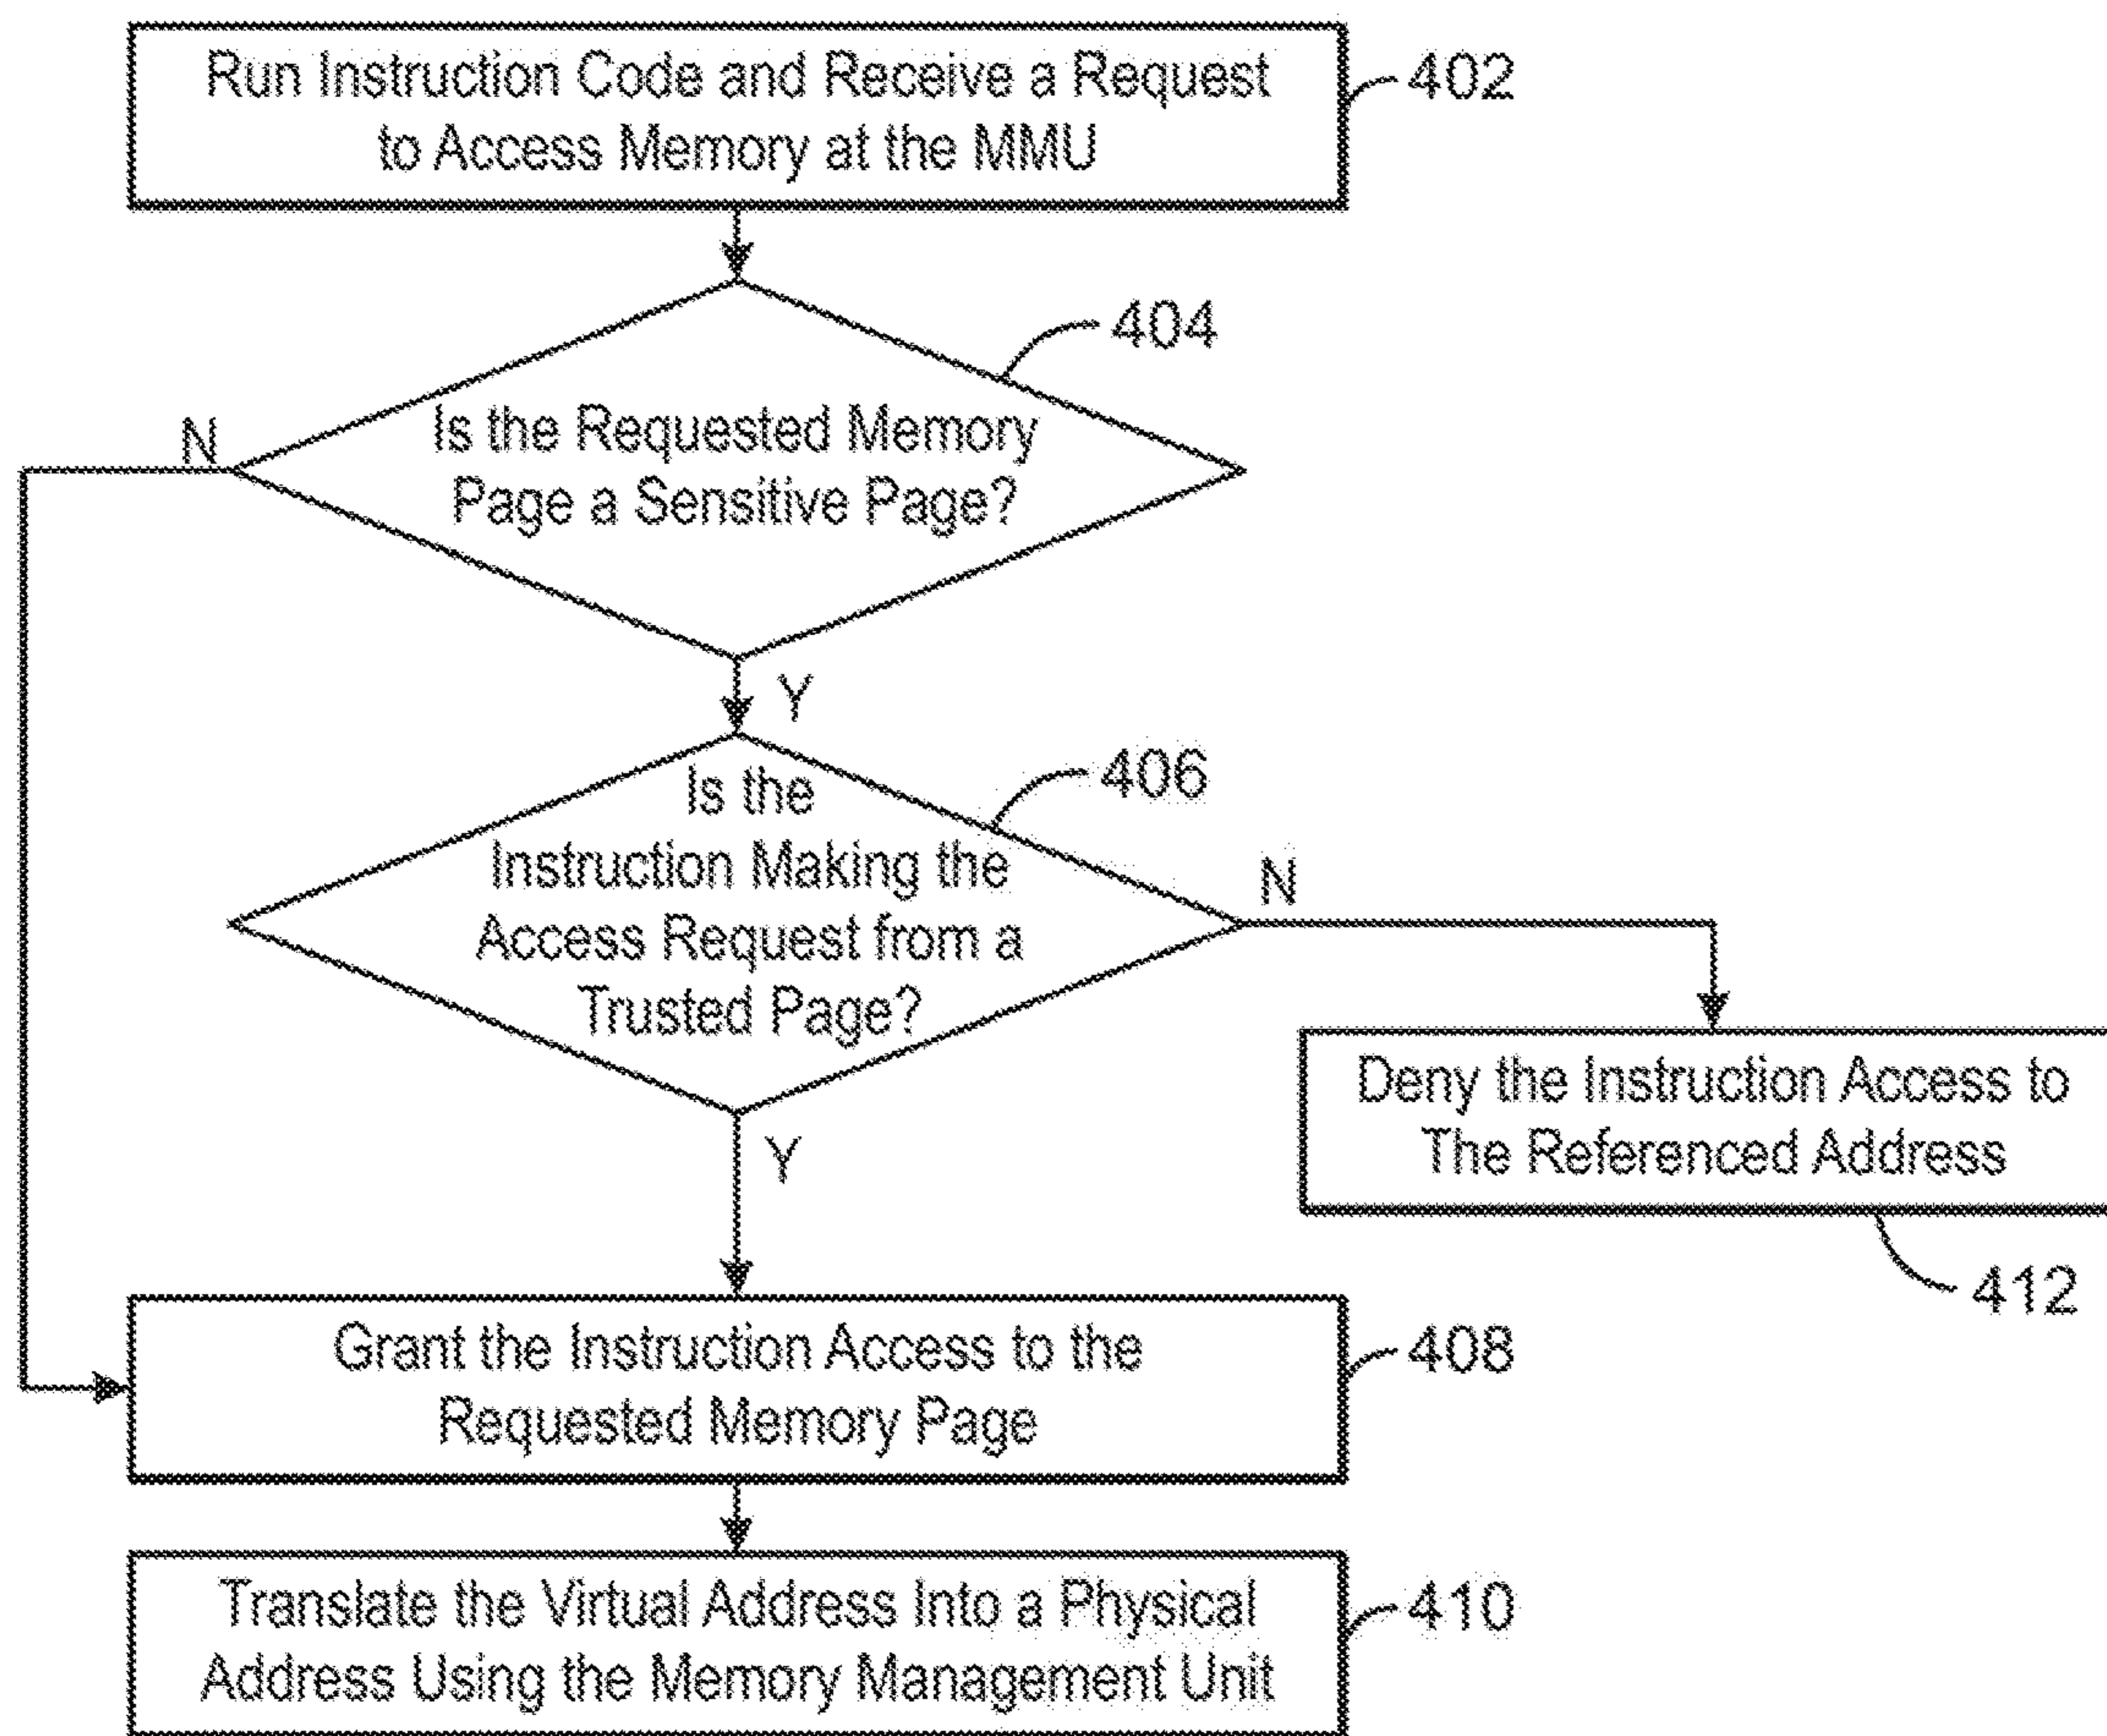 Run Instruction Code and Receive a Request
to Access Memory at the MMU
402
404
N
Is the Requested Memory
Page a Sensitive Page?
Y
406
Is the
Instruction Making the
Access Request from a
Trusted Page?
N
Y
Deny the Instruction Access to
The Referenced Address
412
Grant the Instruction Access to the
Requested Memory Page
408
Translate the Virtual Address Into a Physical
Address Using the Memory Management Unit
410